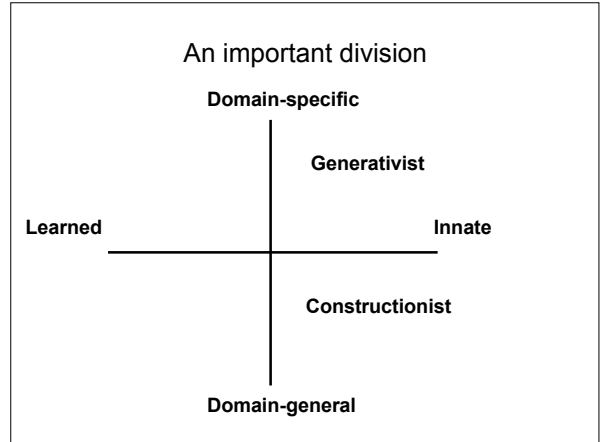 An important division
Domain-specific
Generativist
Learned
Innate
Constructionist
Domain-general